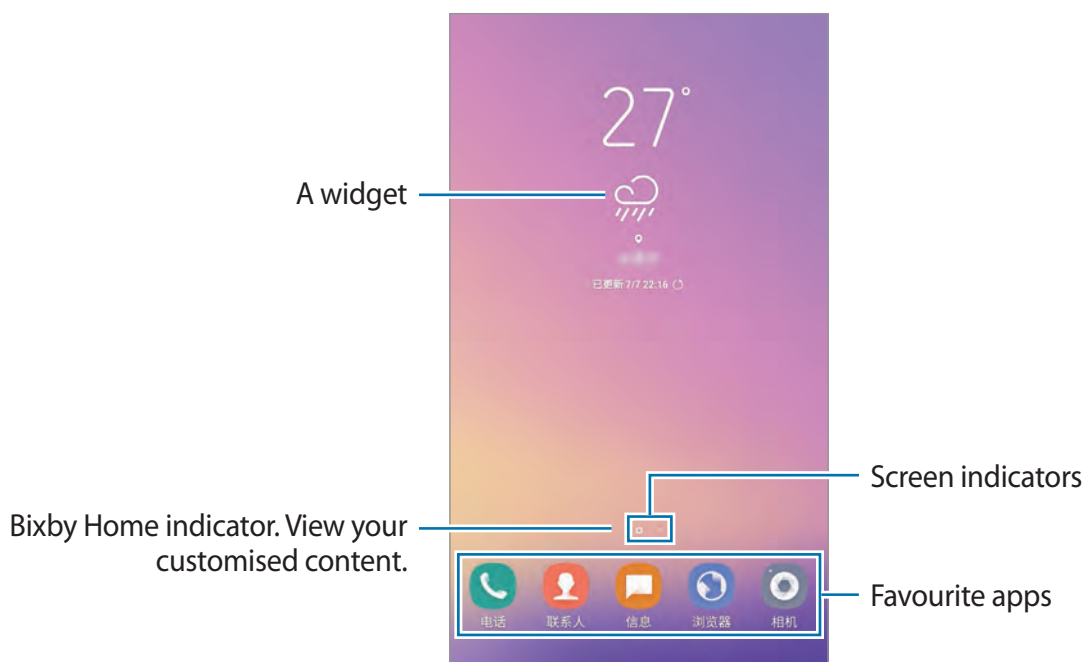 27°
A widget
已更新 7/7 22:16
Screen indicators
Bixby Home indicator. View your
customised content.
电话 联系人 信息 浏览器 相机
Favourite apps